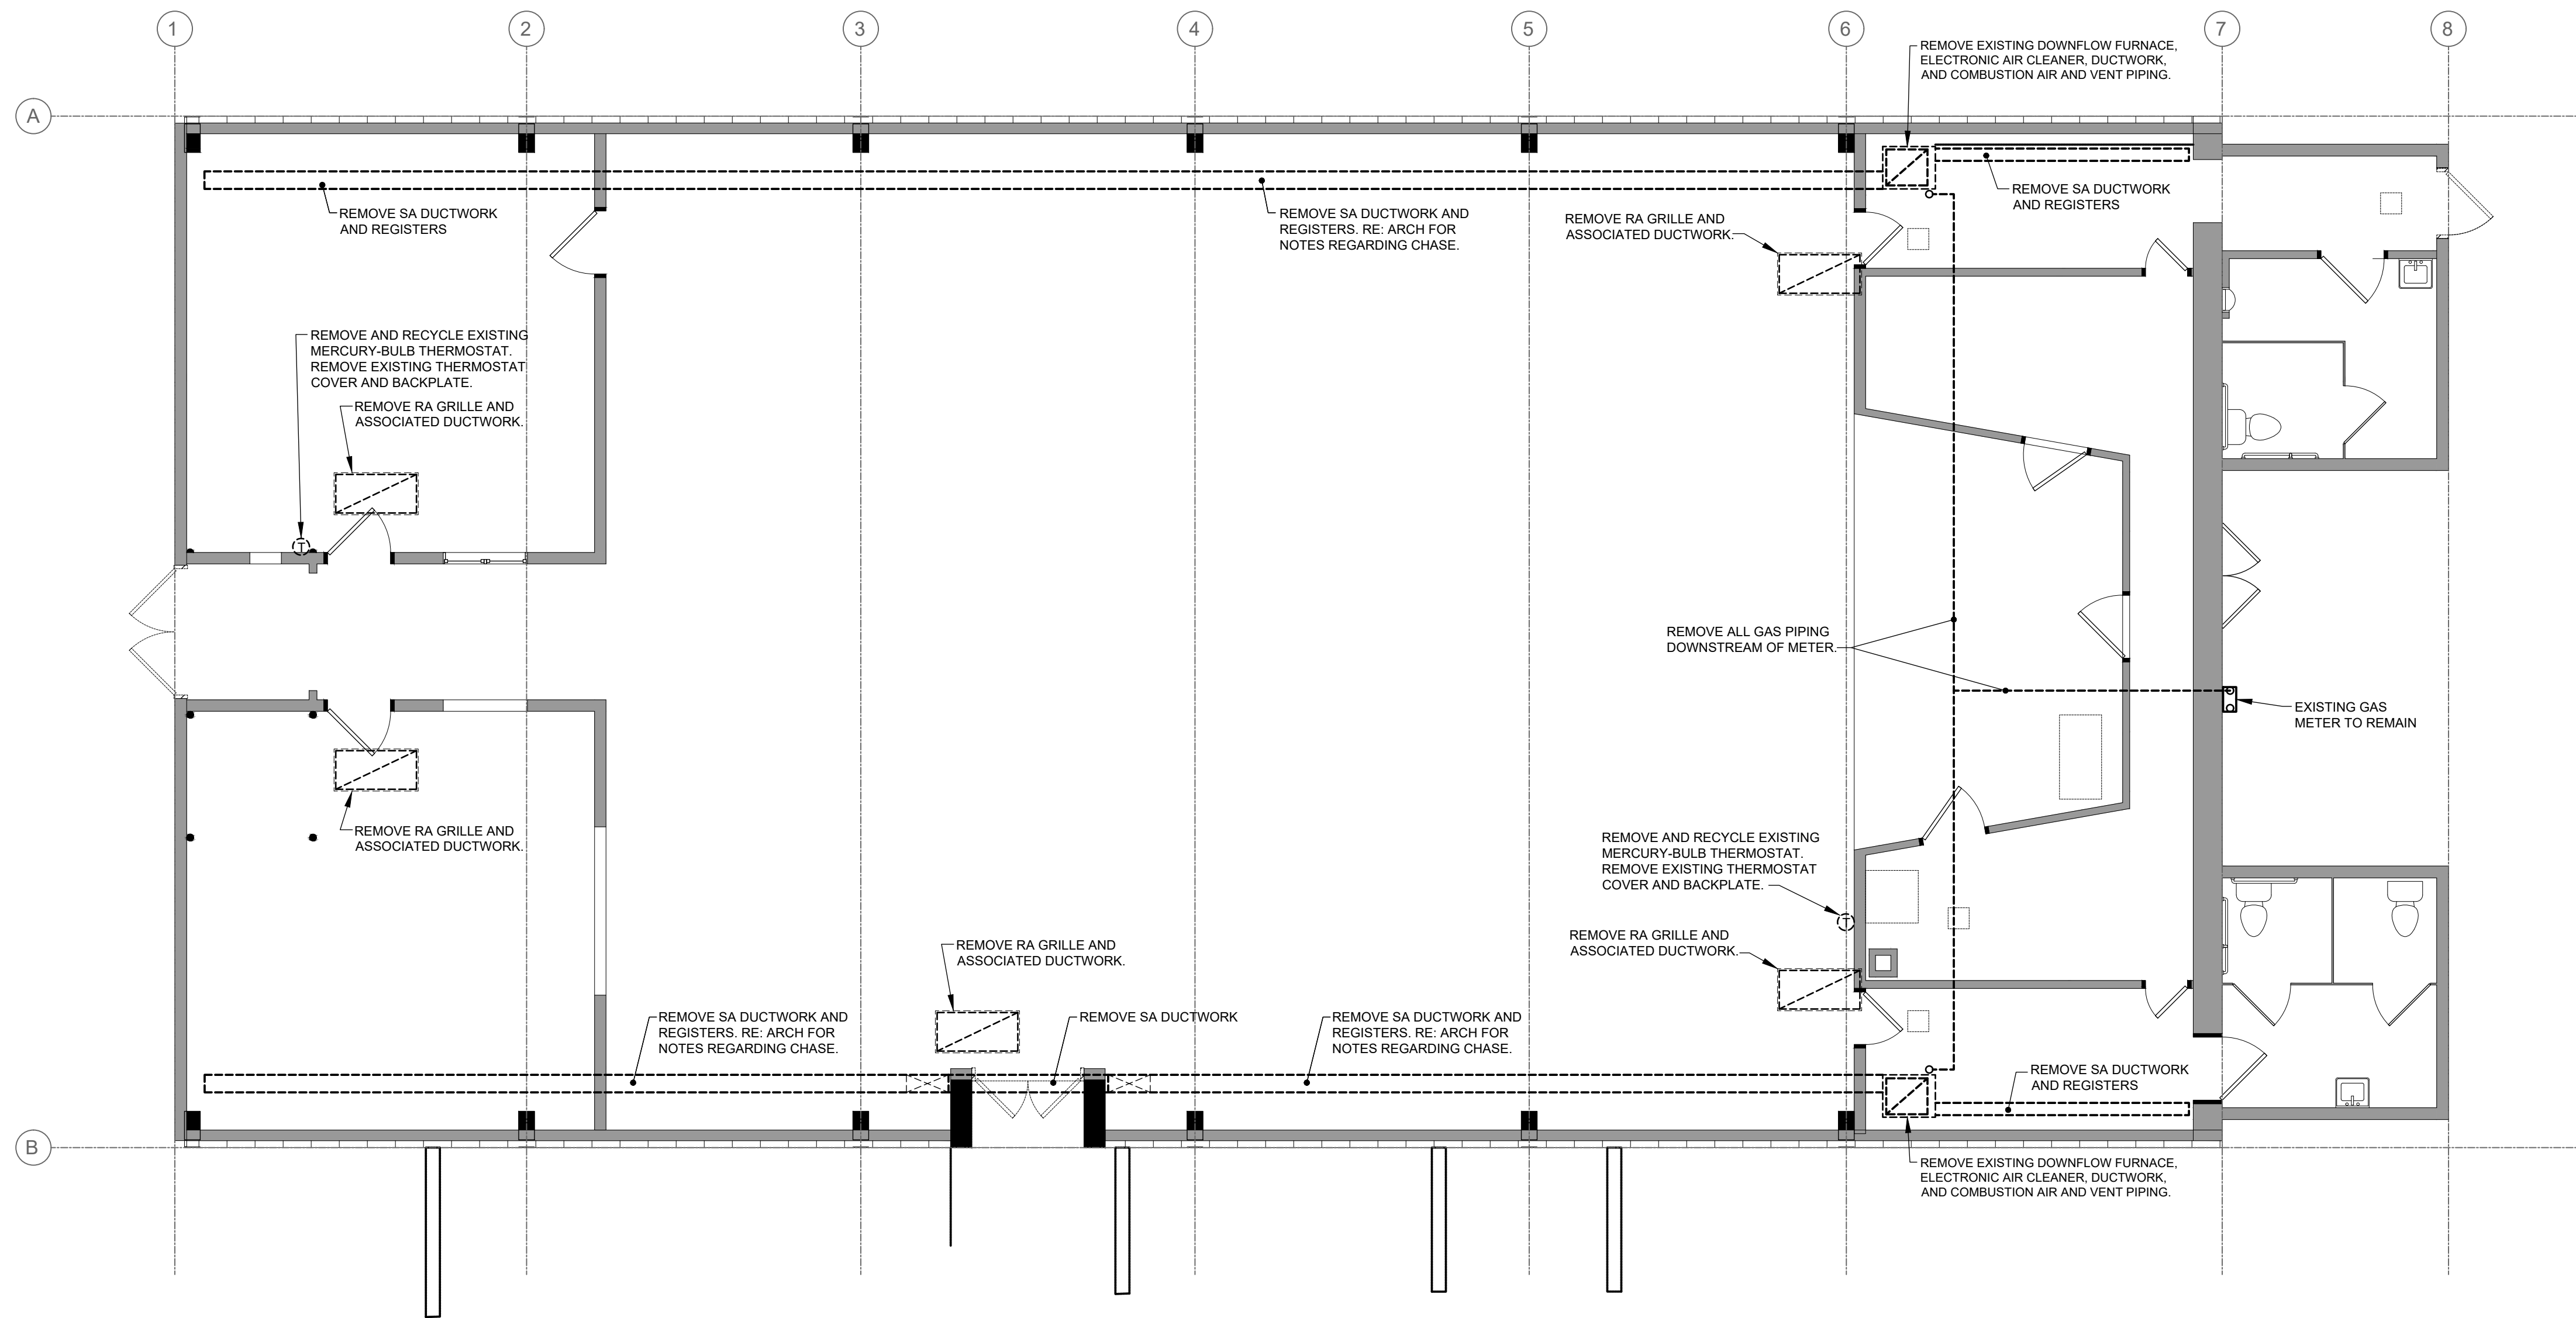 1
2
3
4
5
6
7
8
A
REMOVE EXISTING DOWNFLOW FURNACE,
ELECTRONIC AIR CLEANER, DUCTWORK,
AND COMBUSTION AIR AND VENT PIPING.
REMOVE SA DUCTWORK
AND REGISTERS
REMOVE SA DUCTWORK AND
REGISTERS. RE: ARCH FOR
NOTES REGARDING CHASE.
REMOVE RA GRILLE AND
ASSOCIATED DUCTWORK.
REMOVE SA DUCTWORK
AND REGISTERS
REMOVE AND RECYCLE EXISTING
MERCURY-BULB THERMOSTAT.
REMOVE EXISTING THERMOSTAT
COVER AND BACKPLATE.
REMOVE RA GRILLE AND
ASSOCIATED DUCTWORK.
T
REMOVE ALL GAS PIPING
DOWNSTREAM OF METER.
EXISTING GAS
METER TO REMAIN
REMOVE RA GRILLE AND
ASSOCIATED DUCTWORK.
REMOVE AND RECYCLE EXISTING
MERCURY-BULB THERMOSTAT.
REMOVE EXISTING THERMOSTAT
COVER AND BACKPLATE.
T
REMOVE RA GRILLE AND
ASSOCIATED DUCTWORK.
REMOVE RA GRILLE AND
ASSOCIATED DUCTWORK.
REMOVE SA DUCTWORK AND
REGISTERS. RE: ARCH FOR
NOTES REGARDING CHASE.
REMOVE SA DUCTWORK
REMOVE SA DUCTWORK AND
REGISTERS. RE: ARCH FOR
NOTES REGARDING CHASE.
REMOVE SA DUCTWORK
AND REGISTERS
B
REMOVE EXISTING DOWNFLOW FURNACE,
ELECTRONIC AIR CLEANER, DUCTWORK,
AND COMBUSTION AIR AND VENT PIPING.